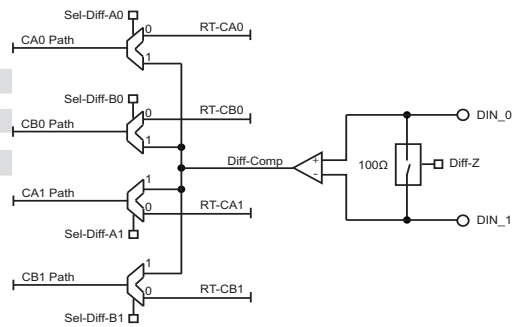 Sel-Diff-A0
CA0 Path
0
RT-CA0
1
Sel-Diff-B0
CB0 Path
0
RT-CB0
1
Diff-Comp
+
-
100Ω
Diff-Z
DIN_0
DIN_1
CA1 Path
1
0
RT-CA1
Sel-Diff-A1
CB1 Path
1
0
RT-CB1
Sel-Diff-B1